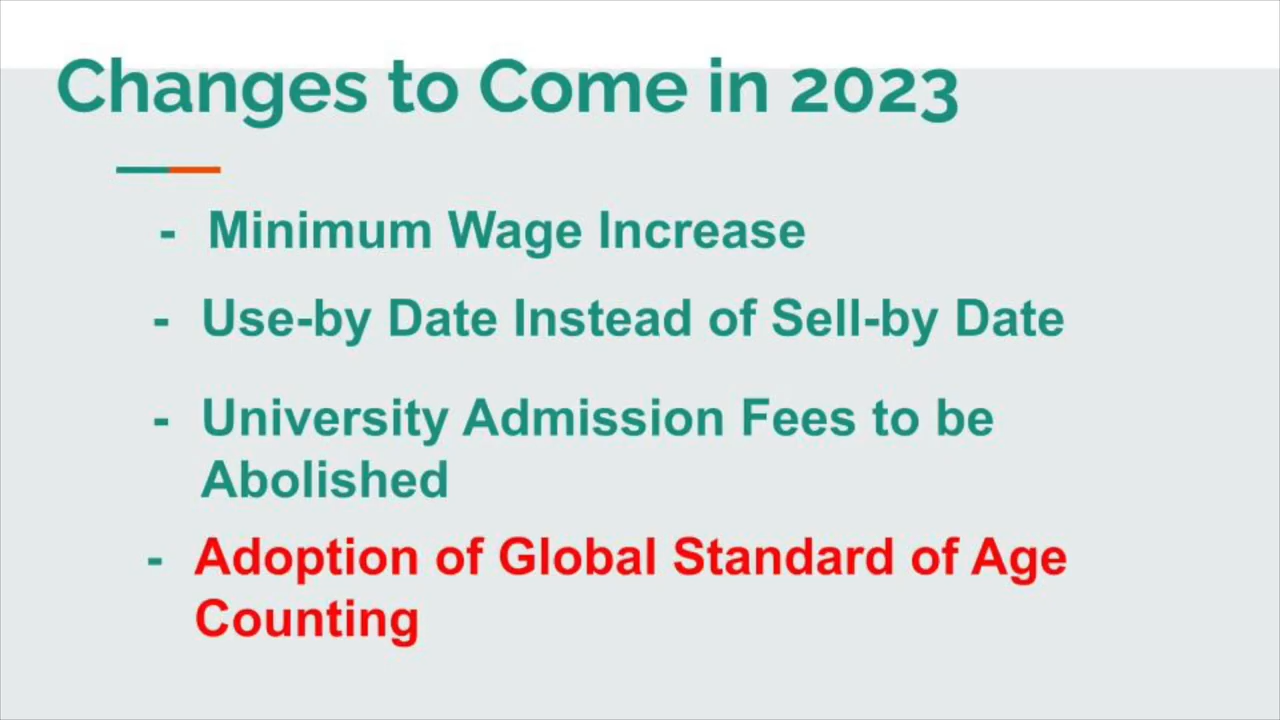 Changes to Come in 2023
- Minimum Wage Increase
- Use-by Date Instead of Sell-by Date
- University Admission Fees to be
Abolished
- Adoption of Global Standard of Age
Counting